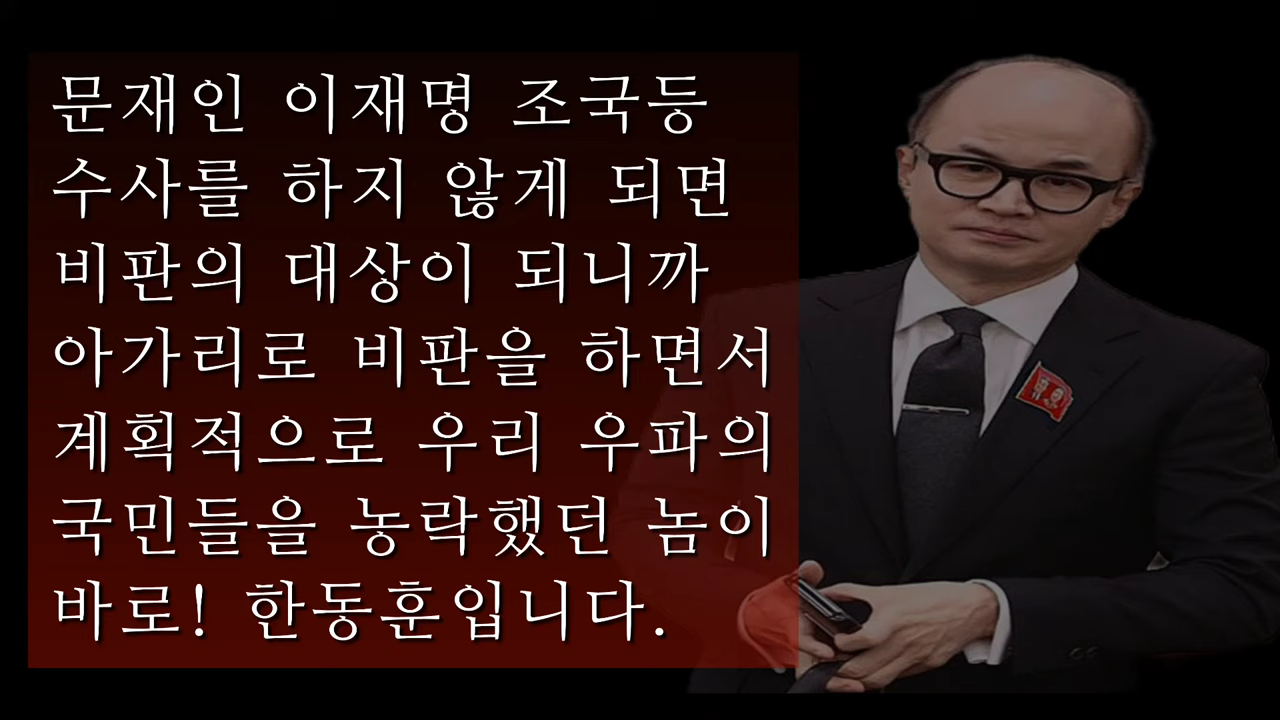 문재인 이재명 조국등
수사를 하지 않게 되면
비판의 대상이 되니까
아가리로 비판을 하면서
계획적으로 우리 우파의
국민들을 농락했던 놈이
바로! 한동훈입니다.